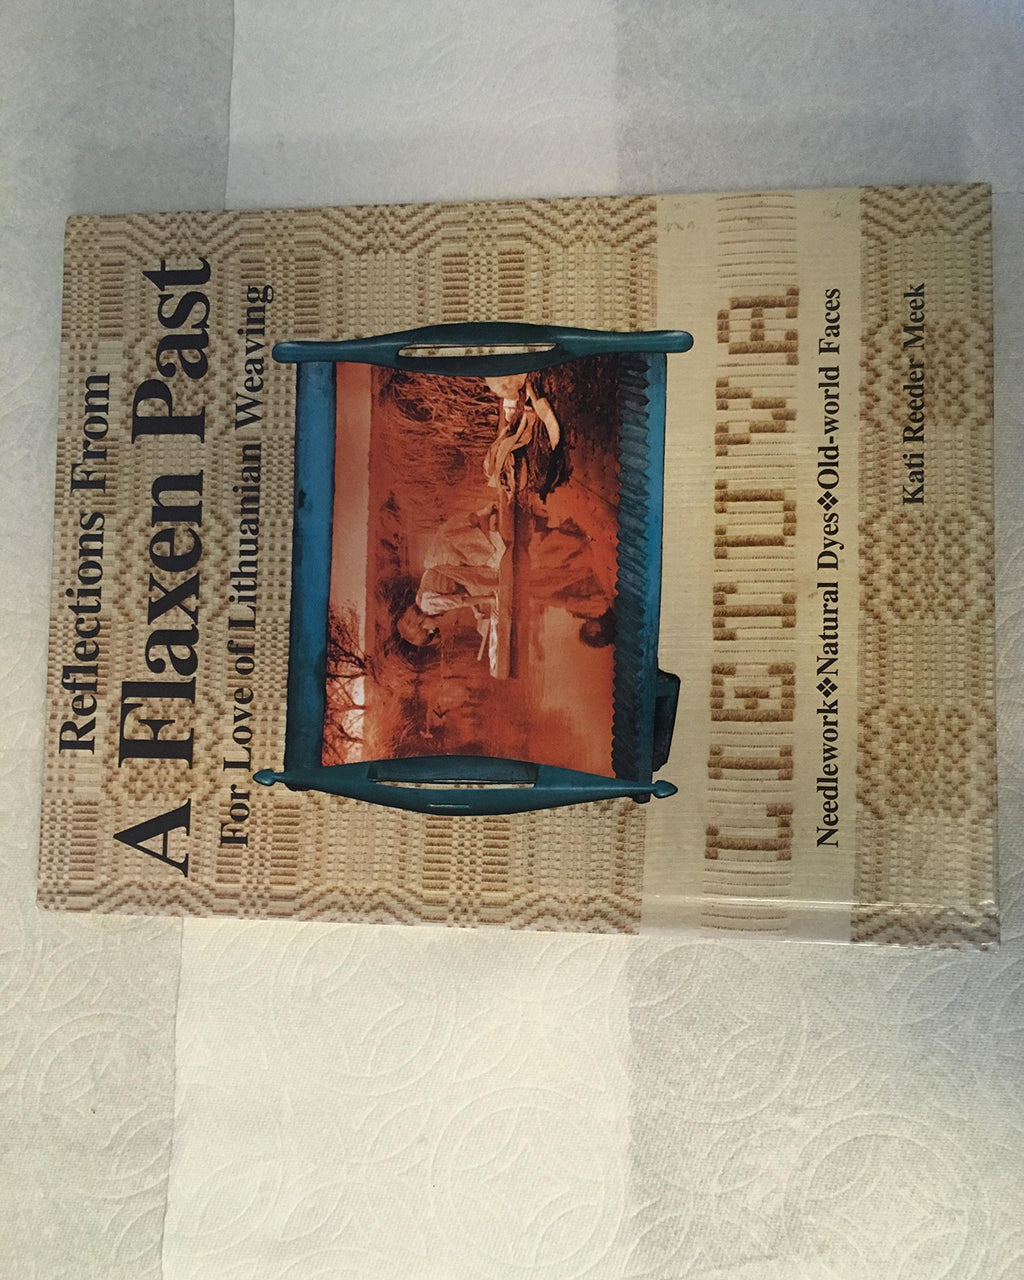 Reflections From
A Flaxen Past
For Love of Lithuanian Weaving
LIETUVA
Needlework❖Natural Dyes❖Old-world Faces
Kati Reeder Meek